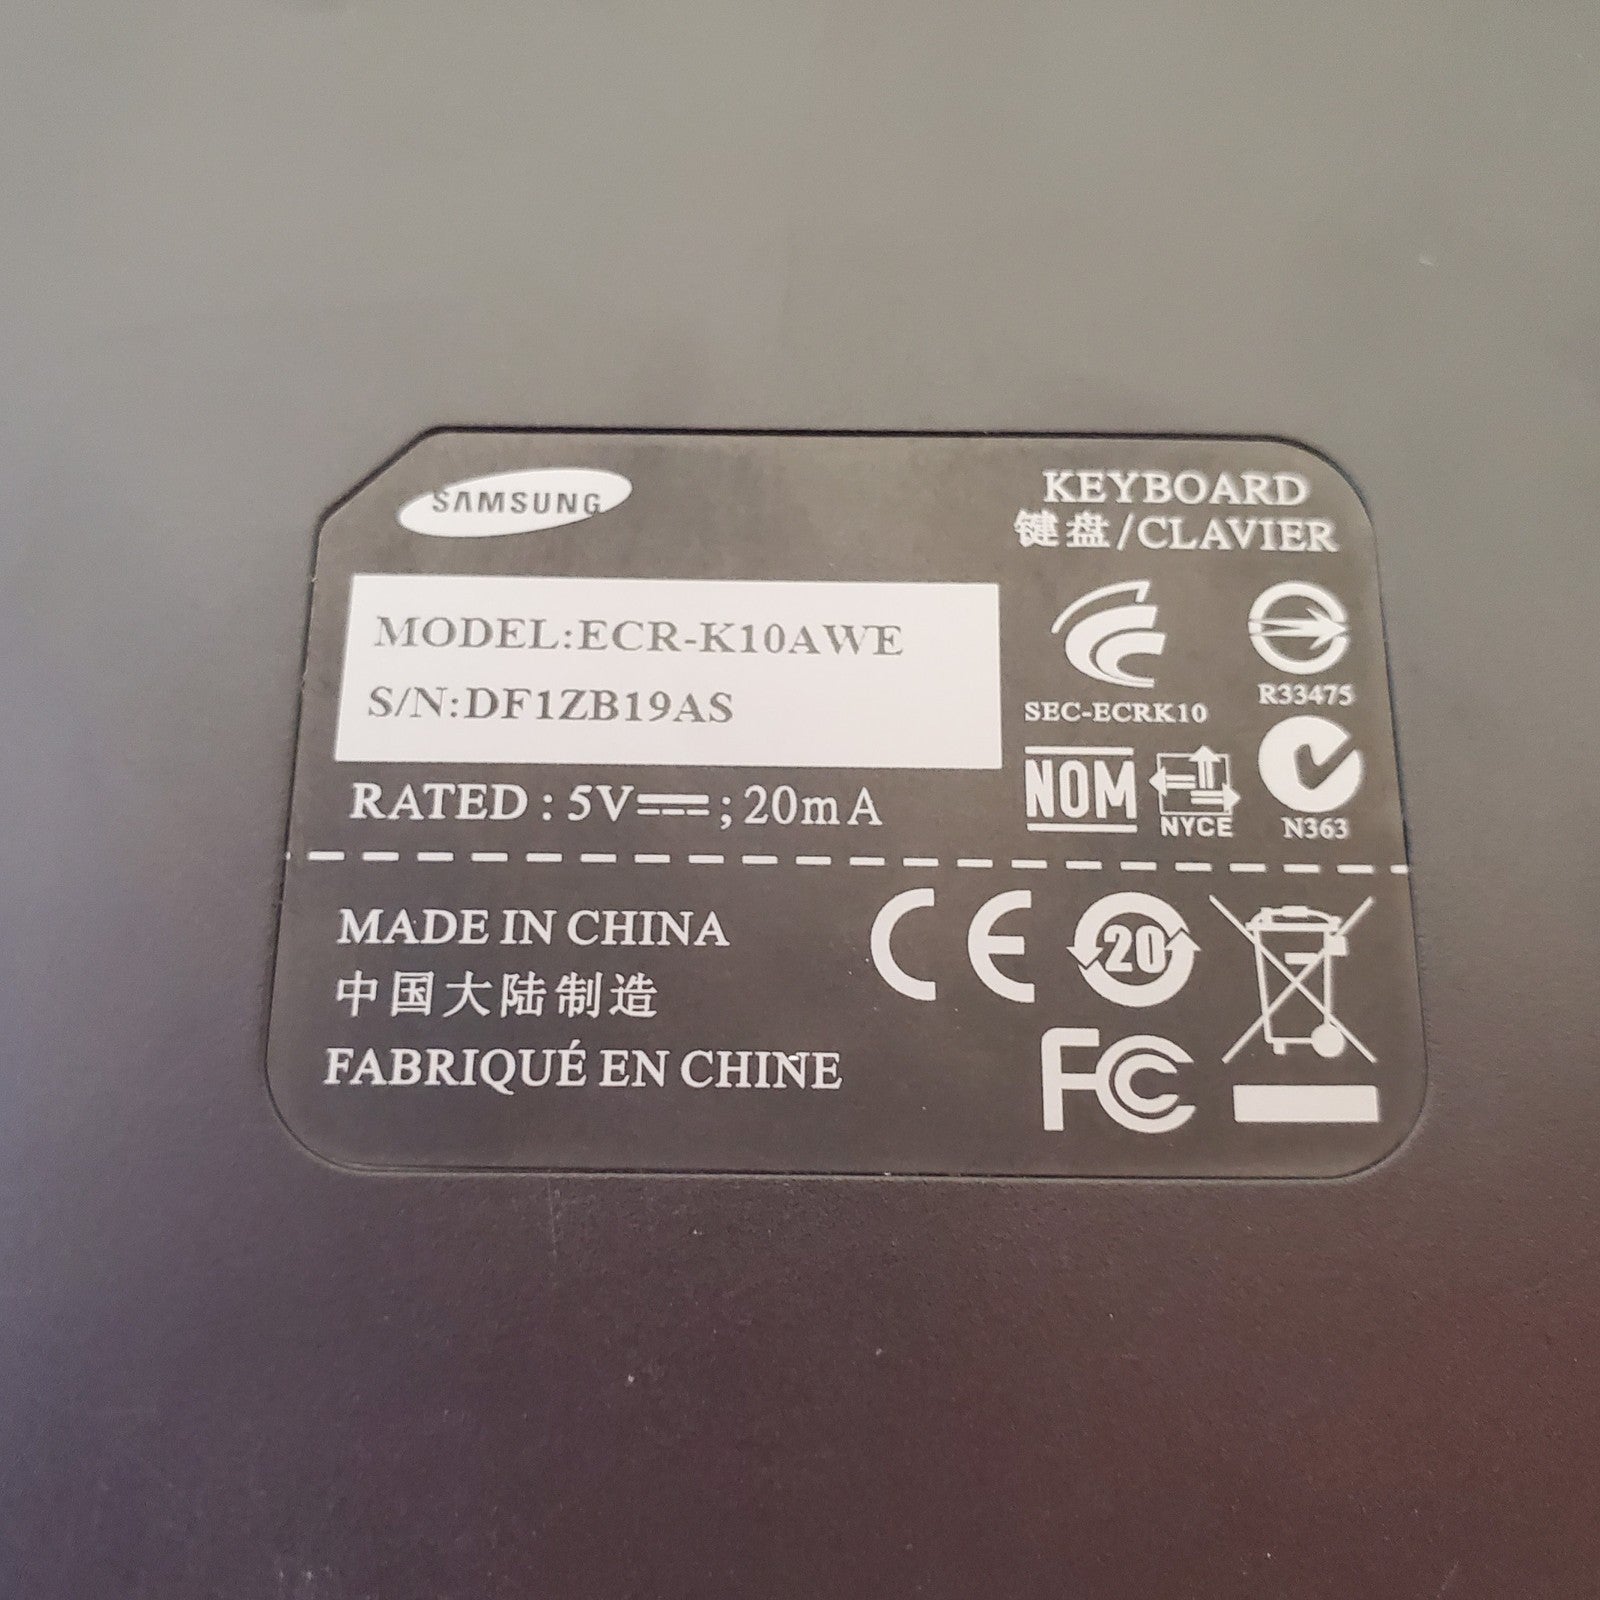 SAMSUNG
KEYBOARD
键盘/CLAVIER
MODEL:ECR-K10AWE
S/N:DF1ZB19AS
RATED : 5V⎓ ; 20mA
SEC-ECRK10
R33475
NOM
NYCE
N363
MADE IN CHINA
中国大陆制造
FABRIQUÉ EN CHINE
CE
20
FC